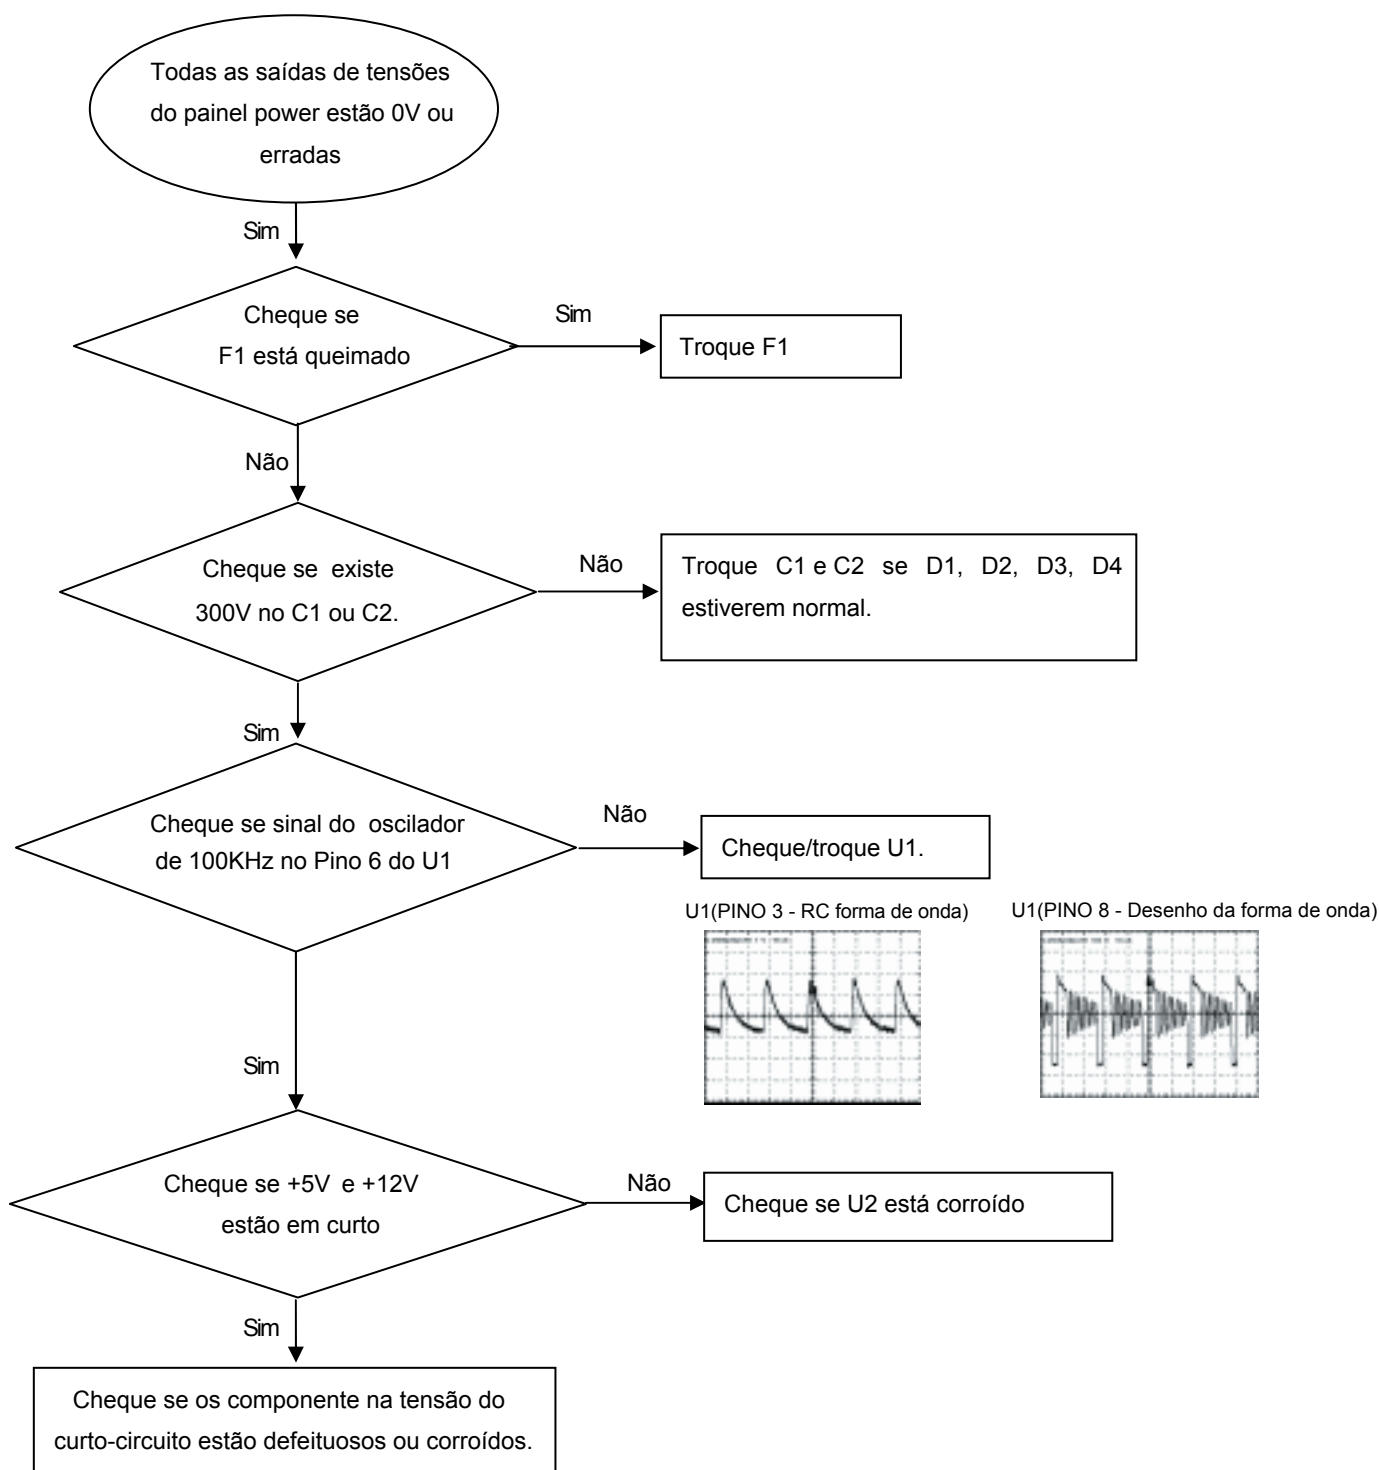 Todas as saídas de tensões
do painel power estão 0V ou
erradas
Sim
Cheque se
F1 está queimado
Sim
Troque F1
Não
Cheque se existe
300V no C1 ou C2.
Não
Troque C1 e C2 se D1, D2, D3, D4
estiverem normal.
Sim
Cheque se sinal do oscilador
de 100KHz no Pino 6 do U1
Não
Cheque/troque U1.
U1(PINO 3 - RC forma de onda)
U1(PINO 8 - Desenho da forma de onda)
Sim
Cheque se +5V e +12V
estão em curto
Não
Cheque se U2 está corroído
Sim
Cheque se os componente na tensão do
curto-circuito estão defeituosos ou corroídos.